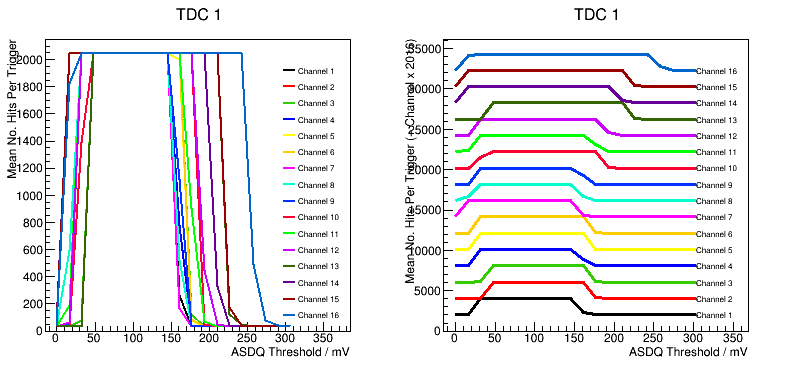 TDC 1
Mean No. Hits Per Trigger
2000
1800
1600
1400
1200
1000
800
600
400
200
0
0 50 100 150 200 250 300 350
ASDQ Threshold / mV
Channel 1
Channel 2
Channel 3
Channel 4
Channel 5
Channel 6
Channel 7
Channel 8
Channel 9
Channel 10
Channel 11
Channel 12
Channel 13
Channel 14
Channel 15
Channel 16
TDC 1
Mean No. Hits Per Trigger (+ Channel x 2016)
35000
30000
25000
20000
15000
10000
5000
0
0 50 100 150 200 250 300 350
ASDQ Threshold / mV
Channel 16
Channel 15
Channel 14
Channel 13
Channel 12
Channel 11
Channel 10
Channel 9
Channel 8
Channel 7
Channel 6
Channel 5
Channel 4
Channel 3
Channel 2
Channel 1